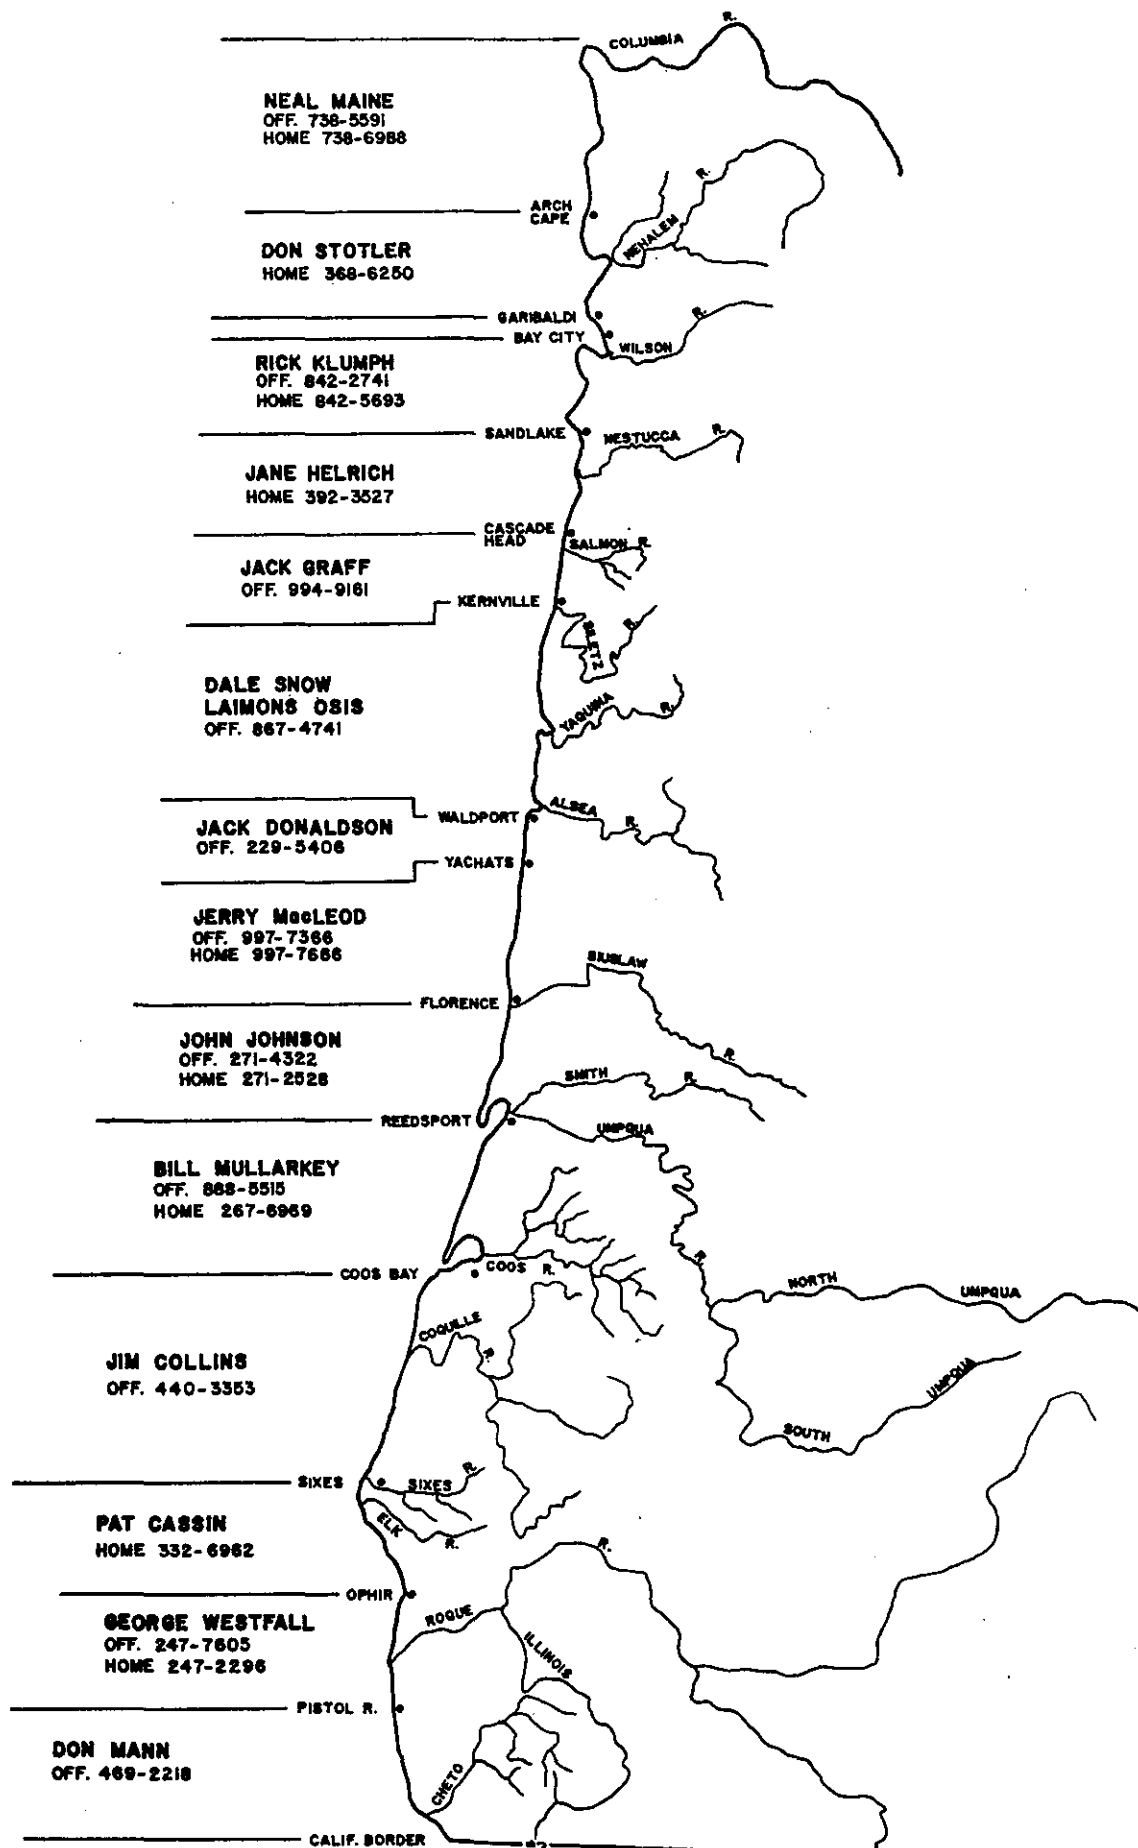 COLUMBIA R.
NEAL MAINE
OFF. 738-5591
HOME 738-6988
ARCH
CAPE
NEHALEM R.
DON STOTLER
HOME 368-6250
GARIBALDI
BAY CITY
WILSON R.
RICK KLUMPH
OFF. 842-2741
HOME 842-5693
SANDLAKE
NESTUCCA R.
JANE HELRICH
HOME 392-3527
CASCADE
HEAD
SALMON R.
JACK GRAFF
OFF. 994-9161
KERNVILLE
SILETZ R.
R.
DALE SNOW
LAIMONS OSIS
OFF. 867-4741
YAQUINA R.
WALDPORT
ALSEA R.
JACK DONALDSON
OFF. 229-5406
YACHATS
JERRY MacLEOD
OFF. 997-7366
HOME 997-7686
SIUSLAW R.
FLORENCE
JOHN JOHNSON
OFF. 271-4322
HOME 271-2528
SMITH R.
REEDSPORT
UMPQUA R.
BILL MULLARKEY
OFF. 888-5515
HOME 267-6969
COOS BAY
COOS R.
NORTH UMPQUA
COQUILLE R.
JIM COLLINS
OFF. 440-3353
SOUTH UMPQUA
SIXES
SIXES R.
ELK R.
PAT CASSIN
HOME 332-6962
R.
OPHIR
ROQUE
GEORGE WESTFALL
OFF. 247-7605
HOME 247-2296
ILLINOIS
PISTOL R.
DON MANN
OFF. 469-2218
CHETO
CALIF. BORDER